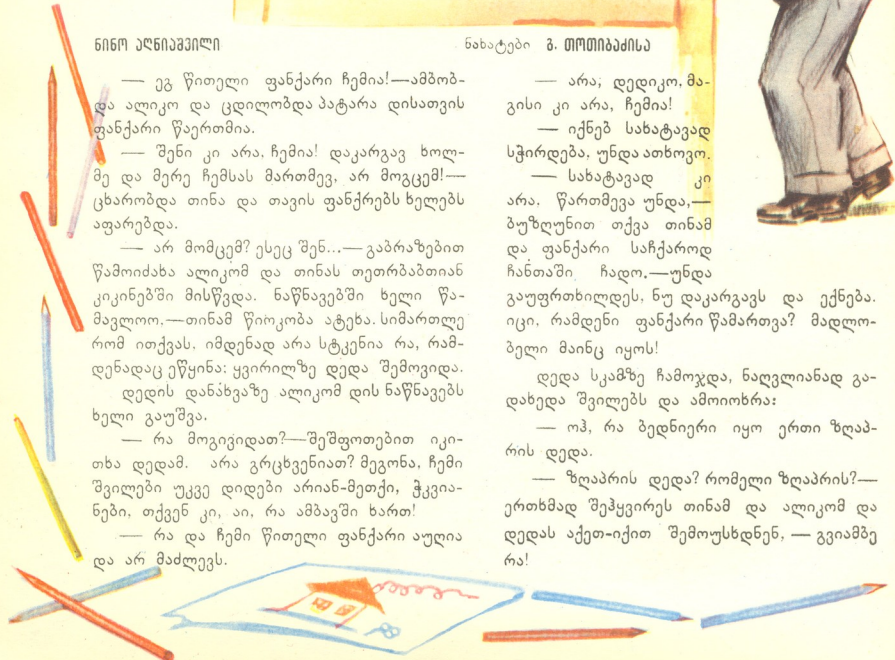 ნინო აღნიაშვილი
ნახატები გ. თოთიბაძისა
— ეგ წითელი ფანქარი ჩემია!—ამბობ-
და ალიკო და ცდილობდა პატარა დისათვის
ფანქარი წაერთმია.
— შენი კი არა, ჩემია! დაკარგავ ხოლ-
მე და მერე ჩემსას მართმევ, არ მოგცემ!—
ცხარობდა თინა და თავის ფანქრებს ხელებს
აფარებდა.
— არ მომცემ? ესეც შენ...— გაბრაზებით
წამოიძახა ალიკომ და თინას თეთრბაბთიან
კიკინებში მისწვდა. ნაწნავებში ხელი წა-
მავლოო,—თინამ წიოკობა ატეხა. სიმართლე
რომ ითქვას, იმდენად არა სტკენია რა, რამ-
დენადაც ეწყინა: ყვირილზე დედა შემოვიდა.
დედის დანახვაზე ალიკომ დის ნაწნავებს
ხელი გაუშვა.
— რა მოგივიდათ?—შეშფოთებით იკი-
თხა დედამ. არა გრცხვენიათ? მეგონა, ჩემი
შვილები უკვე დიდები არიან-მეთქი, ჭკვია-
ნები, თქვენ კი, აი, რა ამბავში ხართ!
— რა და ჩემი წითელი ფანქარი აუღია
და არ მაძლევს.
— არა, დედიკო, მა-
გისი კი არა, ჩემია!
— იქნებ სახატავად
სჭირდება, უნდა ათხოვო.
— სახატავად კი
არა, წართმევა უნდა,—
ბუზღუნით თქვა თინამ
და ფანქარი საჩქაროდ
ჩანთაში ჩადო.—უნდა
გაუფრთხილდეს, ნუ დაკარგავს და ექნება.
იცი, რამდენი ფანქარი წამართვა? მადლო-
ბელი მაინც იყოს!
დედა სკამზე ჩამოჯდა, ნაღვლიანად გა-
დახედა შვილებს და ამოიოხრა:
— ოჰ, რა ბედნიერი იყო ერთი ზღაპ-
რის დედა.
— ზღაპრის დედა? რომელი ზღაპრის?—
ერთხმად შეჰყვირეს თინამ და ალიკომ და
დედას აქეთ-იქით შემოუსხდნენ, — გვიამბე
რა!